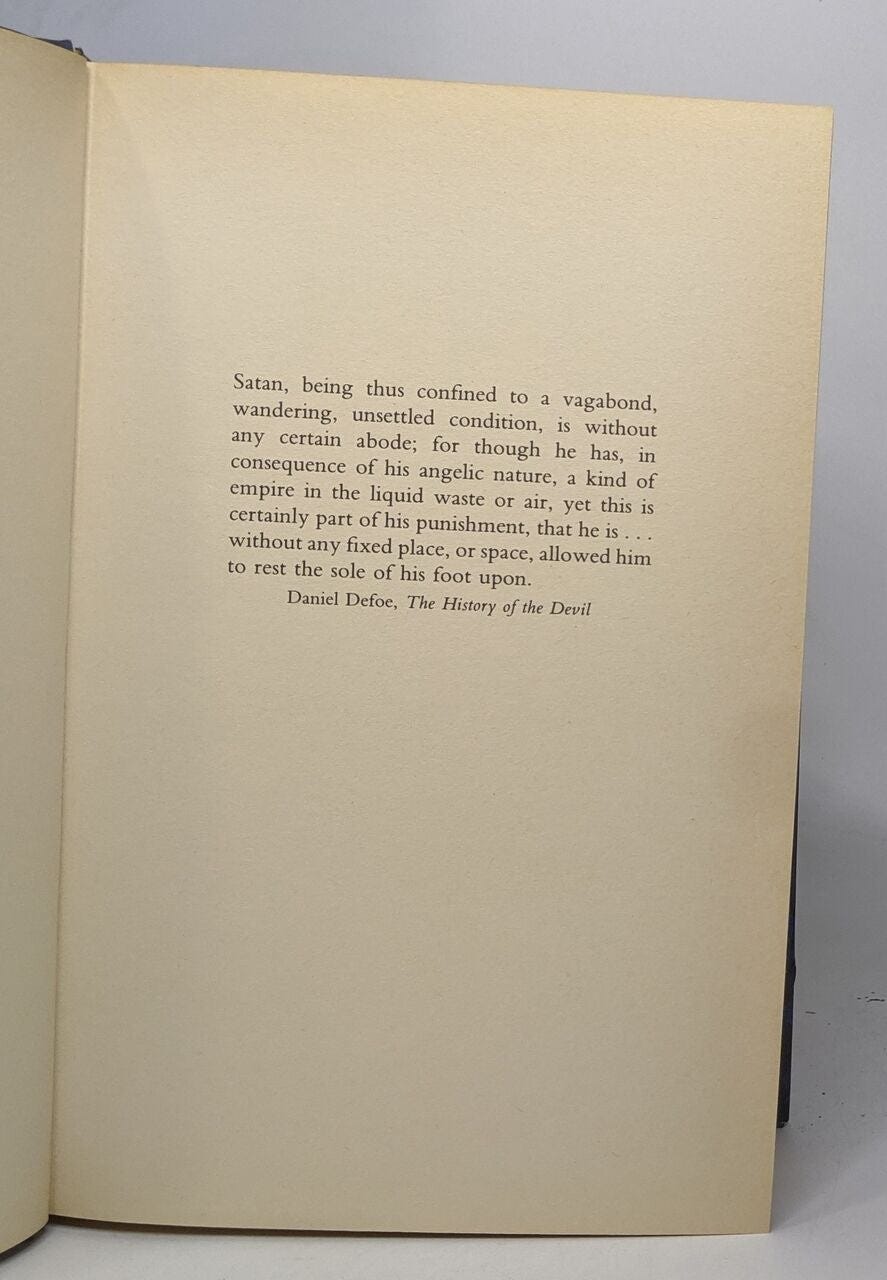 Satan, being thus confined to a vagabond,
wandering, unsettled condition, is without
any certain abode; for though he has, in
consequence of his angelic nature, a kind of
empire in the liquid waste or air, yet this is
certainly part of his punishment, that he is . . .
without any fixed place, or space, allowed him
to rest the sole of his foot upon.
Daniel Defoe, The History of the Devil